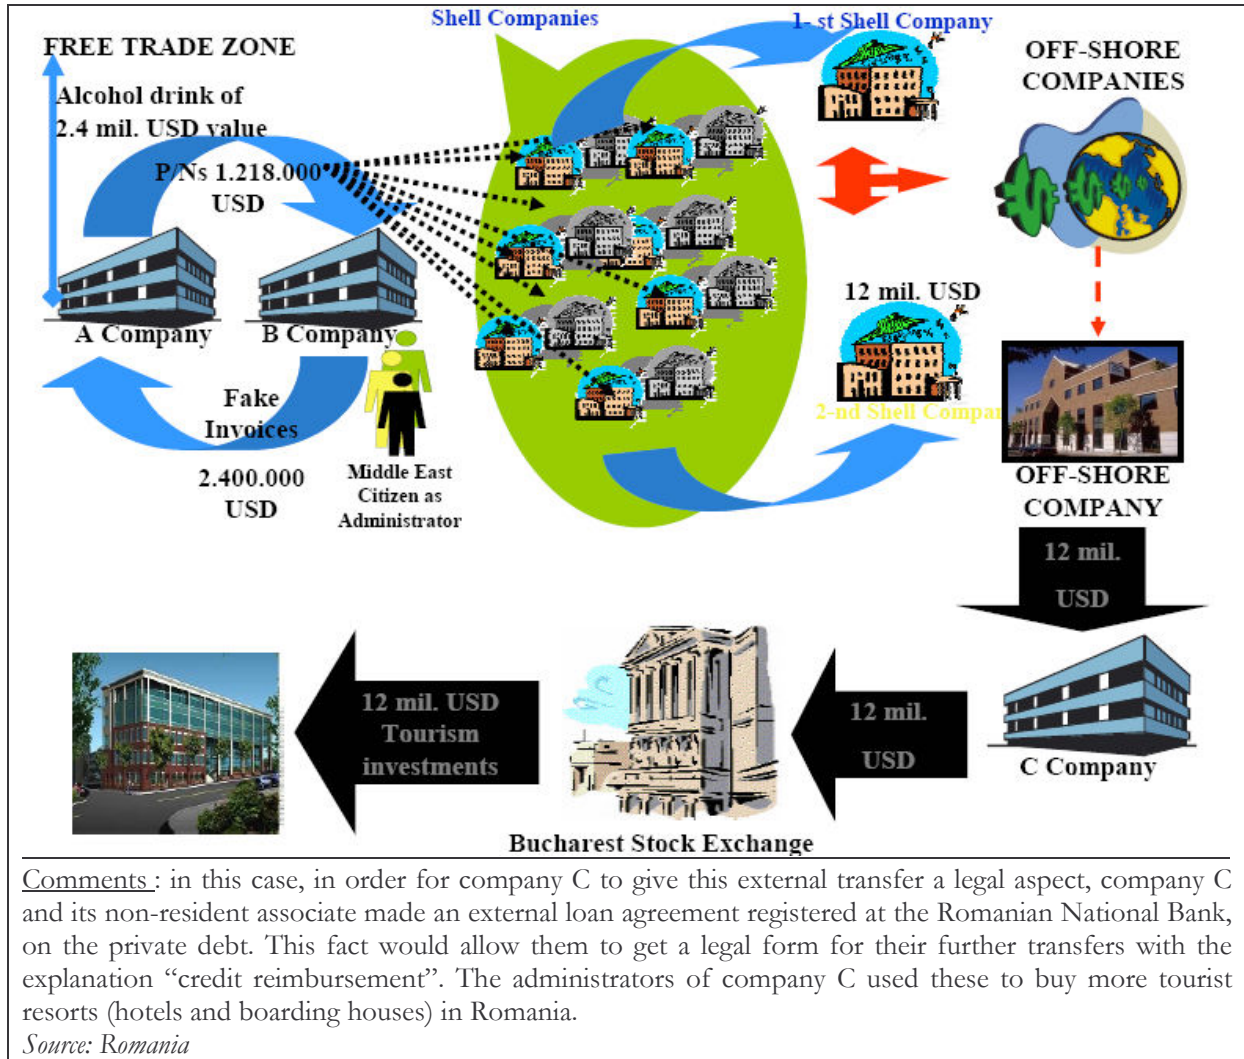 Shell Companies
1- st Shell Company
FREE TRADE ZONE
OFF-SHORE
COMPANIES
Alcohol drink of
2.4 mil. USD value
P/Ns 1.218.000
USD
A Company
B Company
12 mil. USD
2-nd Shell Compan
Fake
Invoices
2.400.000
USD
Middle East
Citizen as
Administrator
OFF-SHORE
COMPANY
12 mil.
USD
C Company
12 mil.
USD
12 mil. USD
Tourism
investments
Bucharest Stock Exchange
Comments : in this case, in order for company C to give this external transfer a legal aspect, company C
and its non-resident associate made an external loan agreement registered at the Romanian National Bank,
on the private debt. This fact would allow them to get a legal form for their further transfers with the
explanation “credit reimbursement”. The administrators of company C used these to buy more tourist
resorts (hotels and boarding houses) in Romania.
Source: Romania